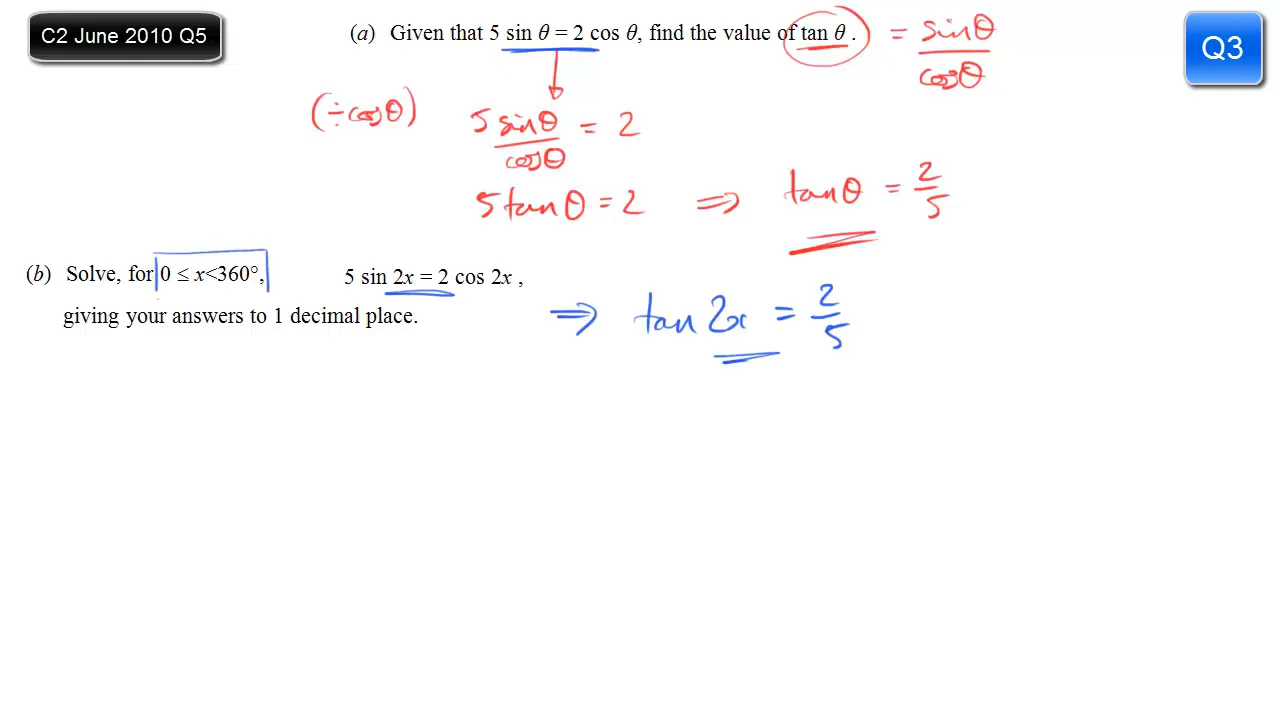 C2 June 2010 Q5
(a) Given that 5 sin θ = 2 cos θ, find the value of tan θ . = sinθ/cosθ
Q3
(÷cosθ) 5 sinθ/cosθ = 2
5 tan θ = 2 ⇒ tan θ = 2/5
(b) Solve, for 0 ≤ x<360°, 5 sin 2x = 2 cos 2x ,
giving your answers to 1 decimal place. ⇒ tan 2x = 2/5